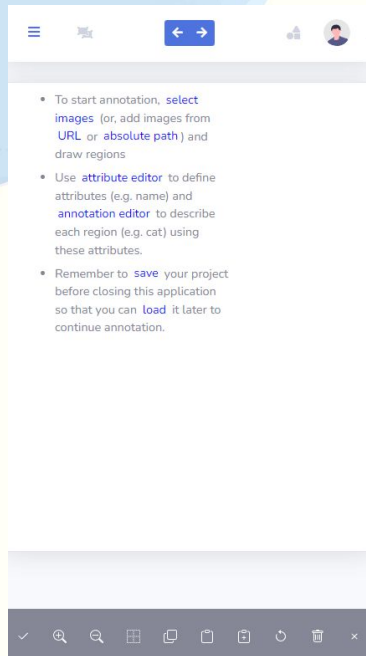 To start annotation, select
images (or, add images from
URL or absolute path) and
draw regions
Use attribute editor to define
attributes (e.g. name) and
annotation editor to describe
each region (e.g. cat) using
these attributes.
Remember to save your project
before closing this application
so that you can load it later to
continue annotation.